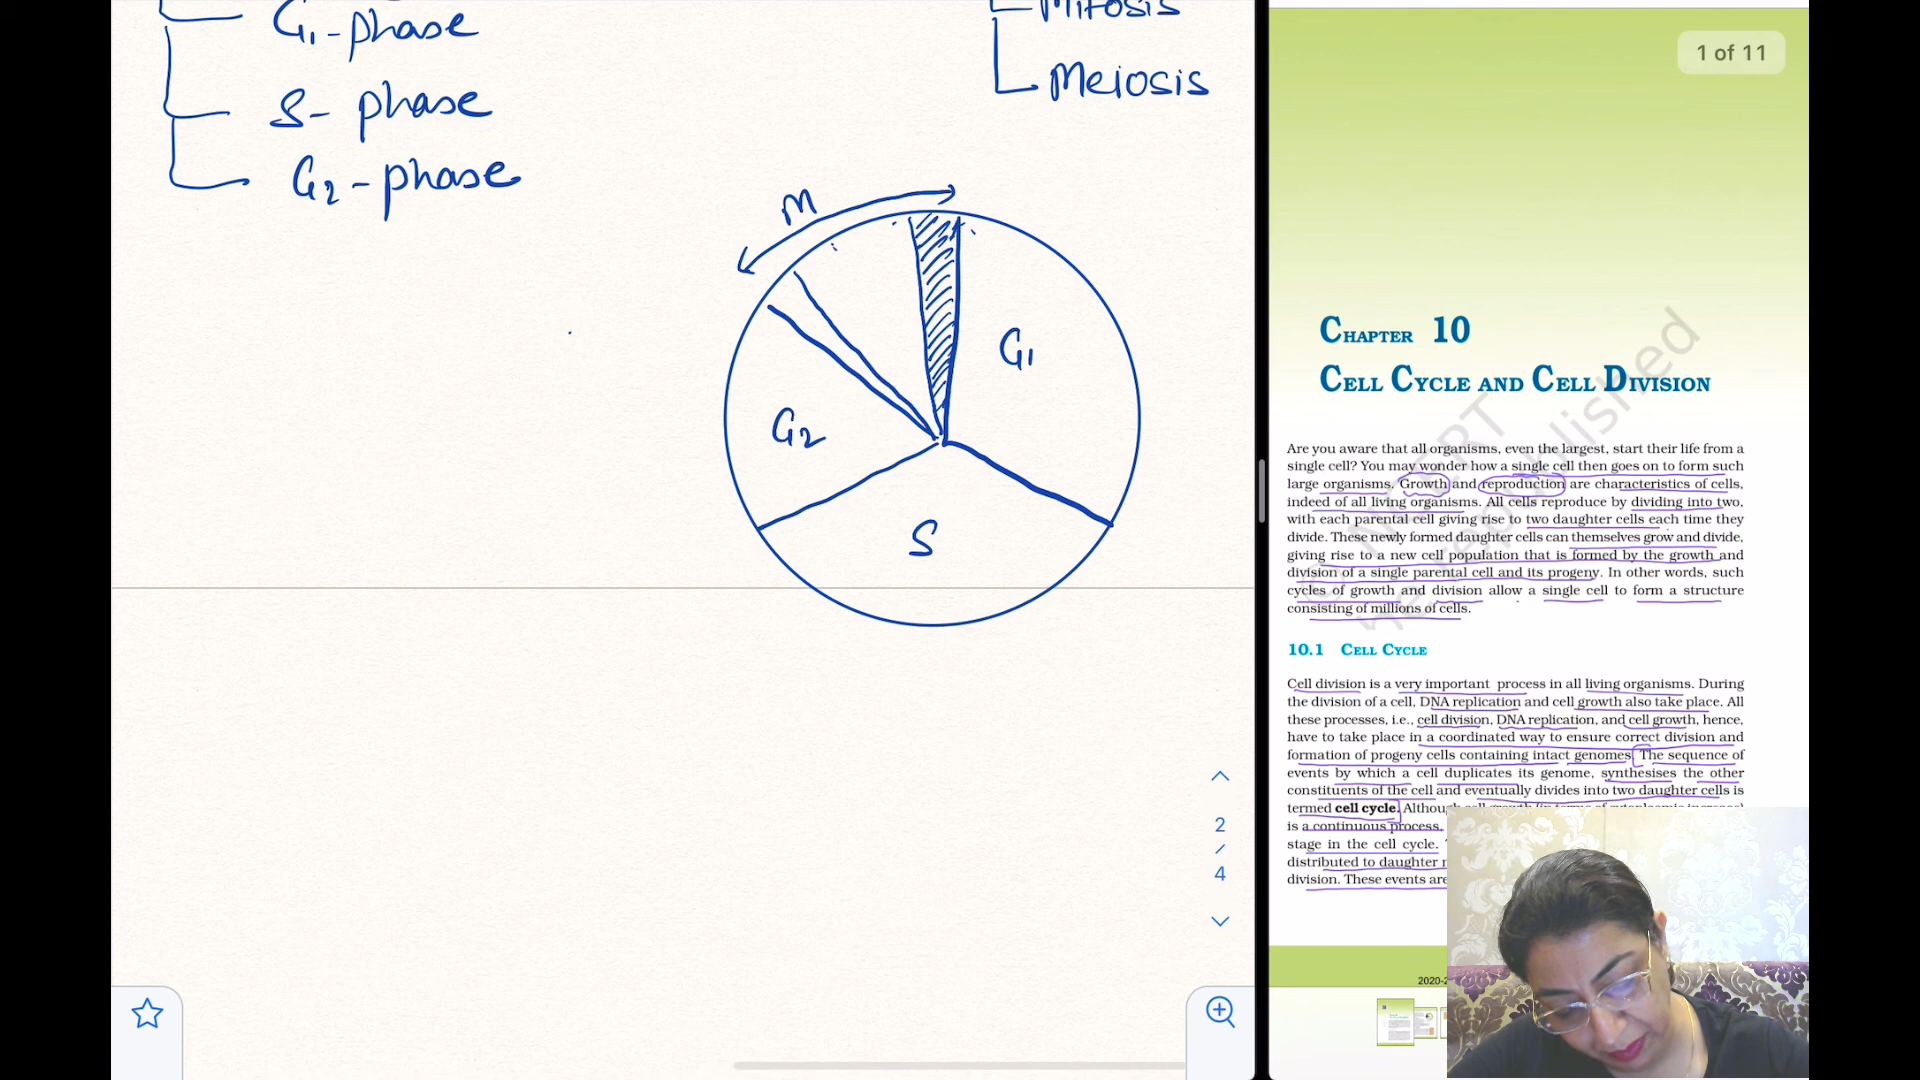 G1-phase
S- phase
G2-phase
Mitosis
Meiosis
M
G1
G2
S
2
/
4
1 of 11
CHAPTER 10
CELL CYCLE AND CELL DIVISION
Are you aware that all organisms, even the largest, start their life from a
single cell? You may wonder how a single cell then goes on to form such
large organisms. Growth and reproduction are characteristics of cells,
indeed of all living organisms. All cells reproduce by dividing into two,
with each parental cell giving rise to two daughter cells each time they
divide. These newly formed daughter cells can themselves grow and divide,
giving rise to a new cell population that is formed by the growth and
division of a single parental cell and its progeny. In other words, such
cycles of growth and division allow a single cell to form a structure
consisting of millions of cells.
10.1 CELL CYCLE
Cell division is a very important process in all living organisms. During
the division of a cell, DNA replication and cell growth also take place. All
these processes, i.e., cell division, DNA replication, and cell growth, hence,
have to take place in a coordinated way to ensure correct division and
formation of progeny cells containing intact genomes. The sequence of
events by which a cell duplicates its genome, synthesises the other
constituents of the cell and eventually divides into two daughter cells is
termed cell cycle. Although
is a continuous process,
stage in the cell cycle.
distributed to daughter
division. These events are